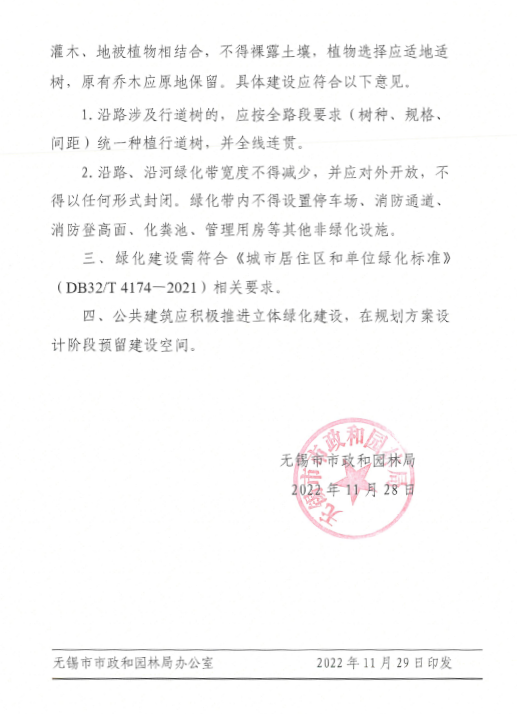 灌木、地被植物相结合，不得裸露土壤，植物选择应适地适
树，原有乔木应原地保留。具体建设应符合以下意见。
1.沿路涉及行道树的，应按全路段要求（树种、规格、
间距）统一种植行道树，并全线连贯。
2.沿路、沿河绿化带宽度不得减少，并应对外开放，不
得以任何形式封闭。绿化带内不得设置停车场、消防通道、
消防登高面、化粪池、管理用房等其他非绿化设施。
三、绿化建设需符合《城市居住区和单位绿化标准》
（DB32/T 4174—2021）相关要求。
四、公共建筑应积极推进立体绿化建设，在规划方案设
计阶段预留建设空间。
无锡市市政和园林局
2022年11月28日
无锡市市政和园林局
无锡市市政和园林局办公室 2022年11月29日印发